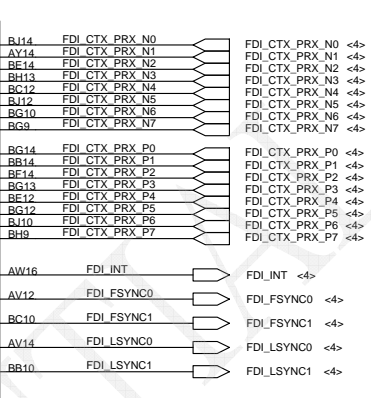 BJ14 FDI_CTX_PRX_N0 FDI_CTX_PRX_N0 <4>
AY14 FDI_CTX_PRX_N1 FDI_CTX_PRX_N1 <4>
BE14 FDI_CTX_PRX_N2 FDI_CTX_PRX_N2 <4>
BH13 FDI_CTX_PRX_N3 FDI_CTX_PRX_N3 <4>
BC12 FDI_CTX_PRX_N4 FDI_CTX_PRX_N4 <4>
BJ12 FDI_CTX_PRX_N5 FDI_CTX_PRX_N5 <4>
BG10 FDI_CTX_PRX_N6 FDI_CTX_PRX_N6 <4>
BG9 FDI_CTX_PRX_N7 FDI_CTX_PRX_N7 <4>
BG14 FDI_CTX_PRX_P0 FDI_CTX_PRX_P0 <4>
BB14 FDI_CTX_PRX_P1 FDI_CTX_PRX_P1 <4>
BF14 FDI_CTX_PRX_P2 FDI_CTX_PRX_P2 <4>
BG13 FDI_CTX_PRX_P3 FDI_CTX_PRX_P3 <4>
BE12 FDI_CTX_PRX_P4 FDI_CTX_PRX_P4 <4>
BG12 FDI_CTX_PRX_P5 FDI_CTX_PRX_P5 <4>
BJ10 FDI_CTX_PRX_P6 FDI_CTX_PRX_P6 <4>
BH9 FDI_CTX_PRX_P7 FDI_CTX_PRX_P7 <4>
AW16 FDI_INT FDI_INT <4>
AV12 FDI_FSYNC0 FDI_FSYNC0 <4>
BC10 FDI_FSYNC1 FDI_FSYNC1 <4>
AV14 FDI_LSYNC0 FDI_LSYNC0 <4>
BB10 FDI_LSYNC1 FDI_LSYNC1 <4>